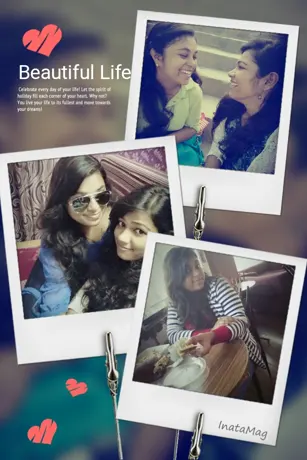 Beautiful Life
Celebrate every day of your life! Let the spirit of
holiday fill each corner of your heart. Why not?
You live your life to its fullest and move towards
your dreams!
InataMag